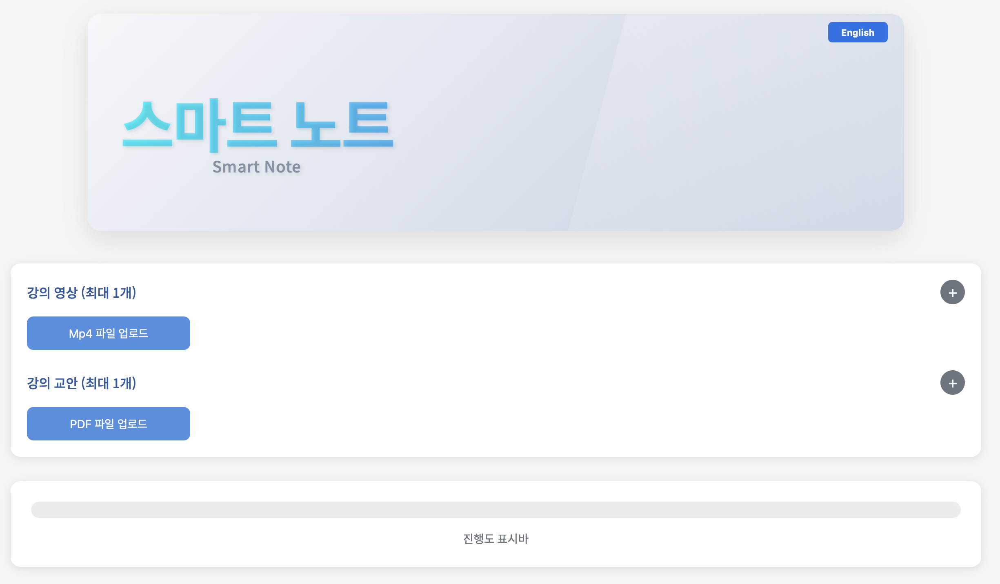 English
스마트 노트
Smart Note
강의 영상 (최대 1개)
+
Mp4 파일 업로드
강의 교안 (최대 1개)
+
PDF 파일 업로드
진행도 표시바